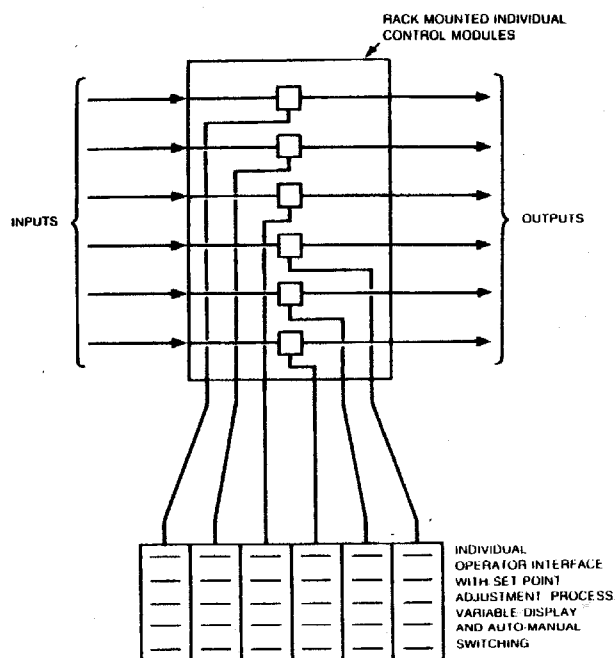 RACK MOUNTED INDIVIDUAL
CONTROL MODULES
INPUTS
OUTPUTS
INDIVIDUAL
OPERATOR INTERFACE
WITH SET POINT
ADJUSTMENT PROCESS
VARIABLE DISPLAY
AND AUTO-MANUAL
SWITCHING